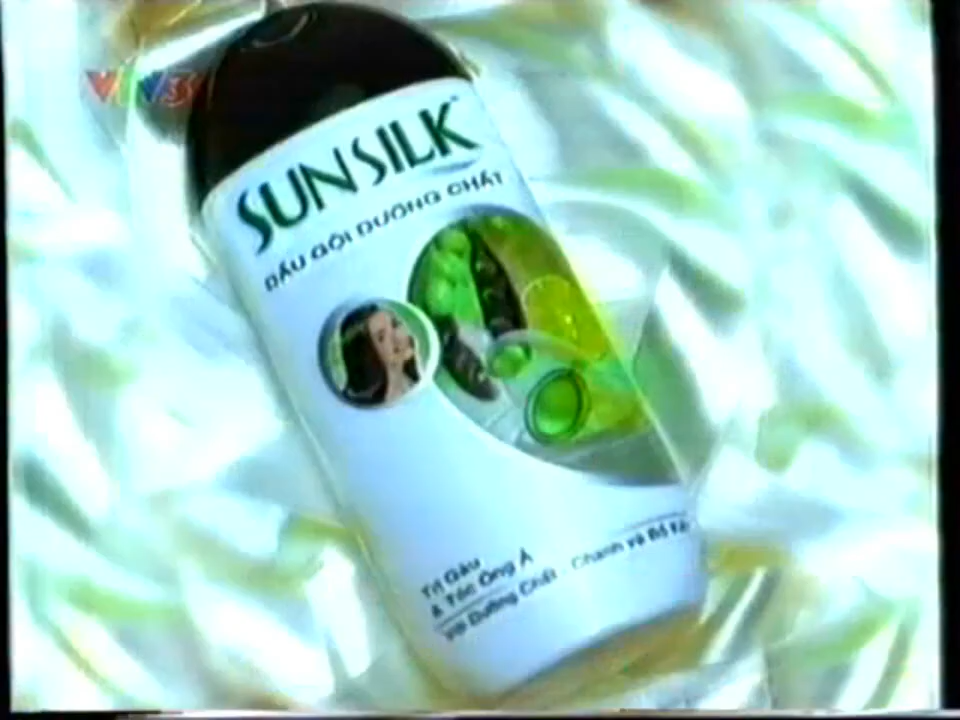 VTV3
SUNSILK
DẦU GỘI DƯỠNG CHẤT
Trị Gàu
& Tóc Óng Ả
Với Dưỡng Chất - Chanh và Bồ Kết